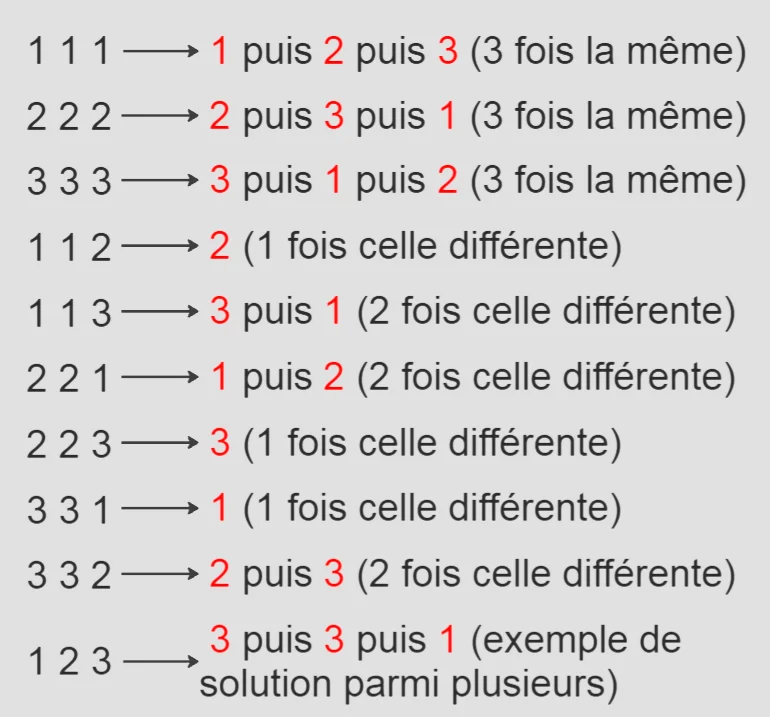 1 1 1 → 1 puis 2 puis 3 (3 fois la même)
2 2 2 → 2 puis 3 puis 1 (3 fois la même)
3 3 3 → 3 puis 1 puis 2 (3 fois la même)
1 1 2 → 2 (1 fois celle différente)
1 1 3 → 3 puis 1 (2 fois celle différente)
2 2 1 → 1 puis 2 (2 fois celle différente)
2 2 3 → 3 (1 fois celle différente)
3 3 1 → 1 (1 fois celle différente)
3 3 2 → 2 puis 3 (2 fois celle différente)
1 2 3 → 3 puis 3 puis 1 (exemple de
solution parmi plusieurs)